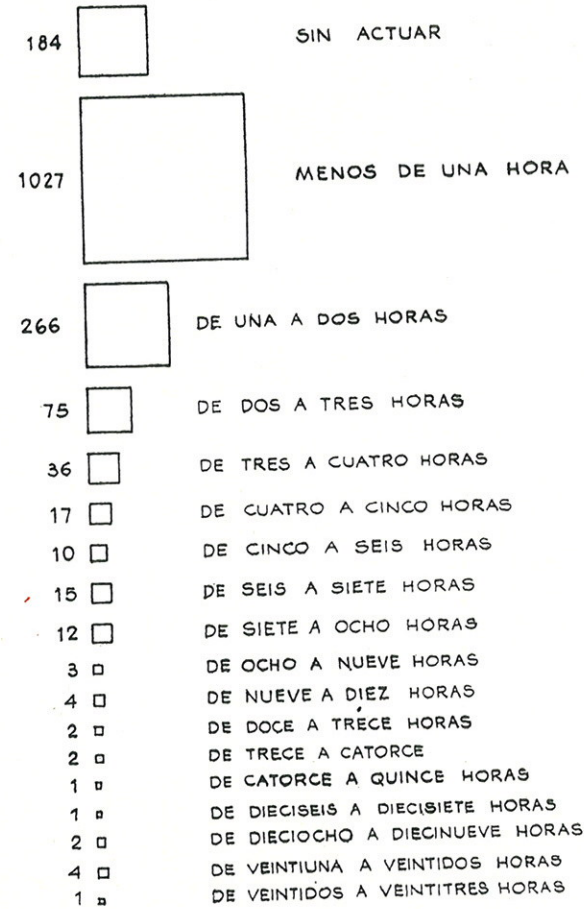 184 SIN ACTUAR
1027 MENOS DE UNA HORA
266 DE UNA A DOS HORAS
75 DE DOS A TRES HORAS
36 DE TRES A CUATRO HORAS
17 DE CUATRO A CINCO HORAS
10 DE CINCO A SEIS HORAS
15 DE SEIS A SIETE HORAS
12 DE SIETE A OCHO HORAS
3 DE OCHO A NUEVE HORAS
4 DE NUEVE A DIEZ HORAS
2 DE DOCE A TRECE HORAS
2 DE TRECE A CATORCE
1 DE CATORCE A QUINCE HORAS
1 DE DIECISEIS A DIECISIETE HORAS
2 DE DIECIOCHO A DIECINUEVE HORAS
4 DE VEINTIUNA A VEINTIDOS HORAS
1 DE VEINTIDOS A VEINTITRES HORAS